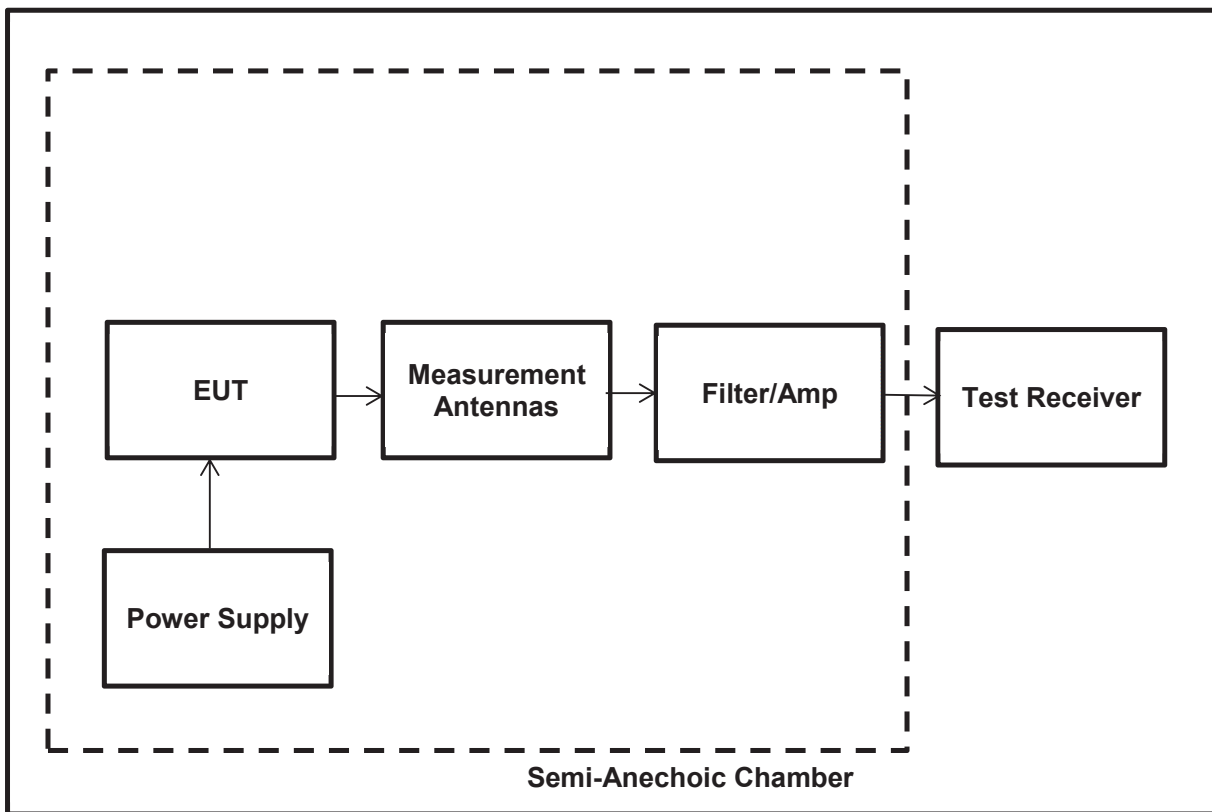 EUT
Measurement
Antennas
Filter/Amp
Test Receiver
Power Supply
Semi-Anechoic Chamber